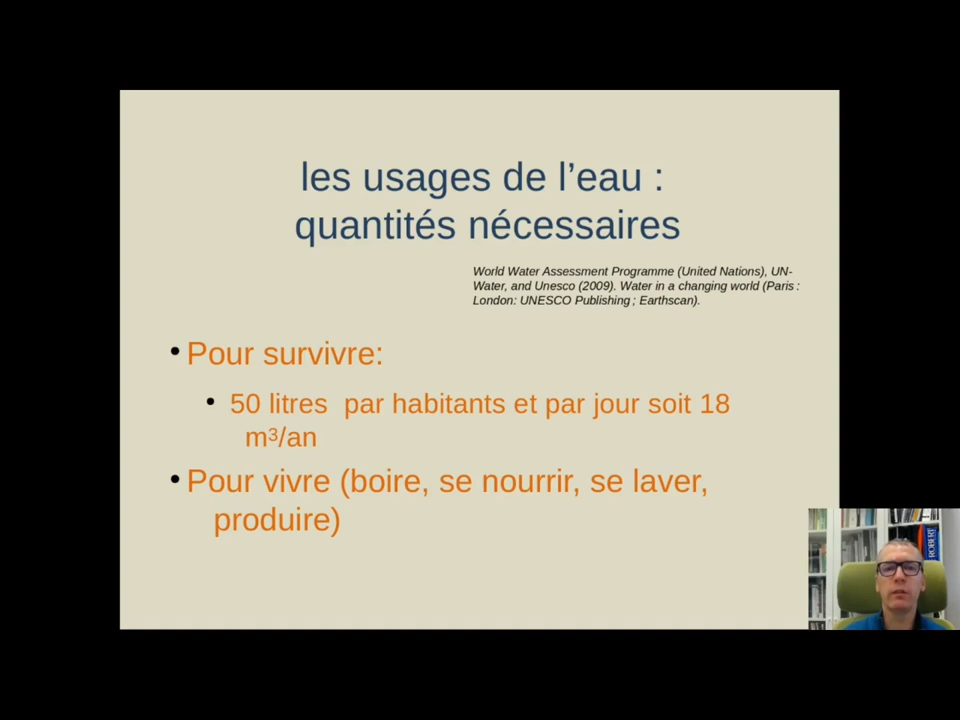 les usages de l’eau :
quantités nécessaires
World Water Assessment Programme (United Nations), UN-
Water, and Unesco (2009). Water in a changing world (Paris :
London: UNESCO Publishing ; Earthscan).
• Pour survivre:
• 50 litres  par habitants et par jour soit 18
m³/an
• Pour vivre (boire, se nourrir, se laver,
produire)
ROBERT